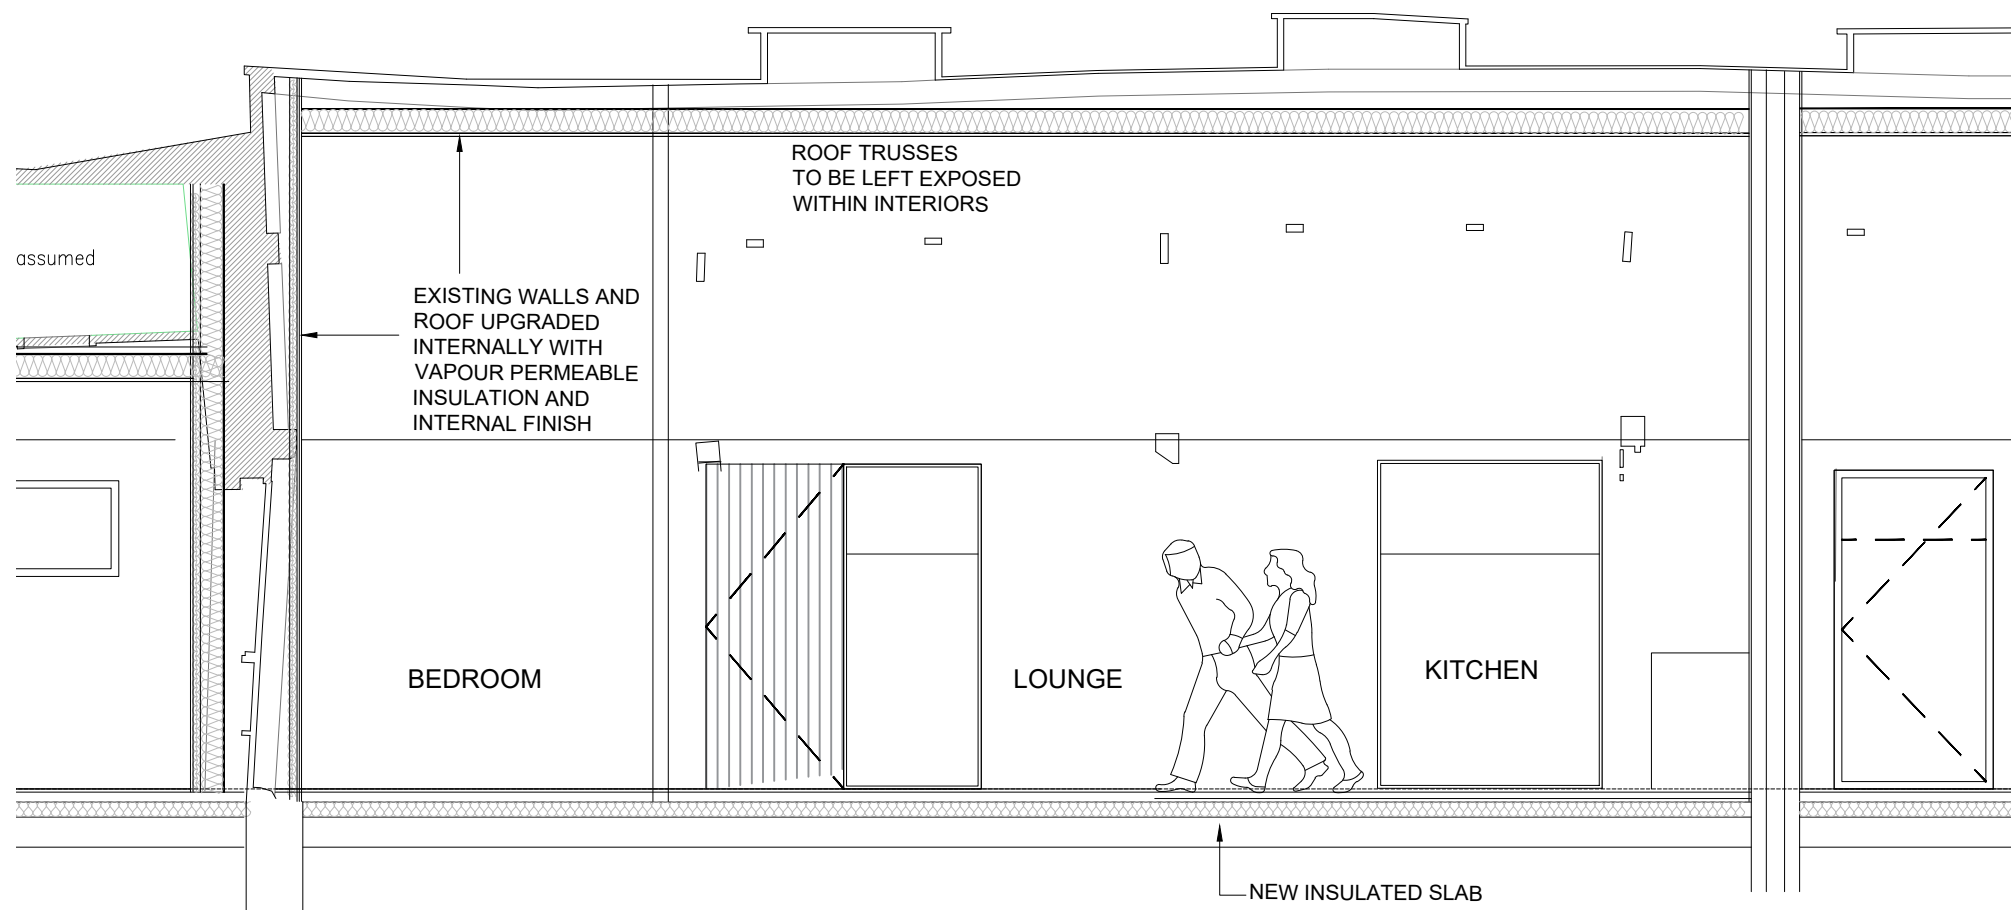 ROOF TRUSSES
TO BE LEFT EXPOSED
WITHIN INTERIORS
assumed
EXISTING WALLS AND
ROOF UPGRADED
INTERNALLY WITH
VAPOUR PERMEABLE
INSULATION AND
INTERNAL FINISH
BEDROOM
LOUNGE
KITCHEN
NEW INSULATED SLAB